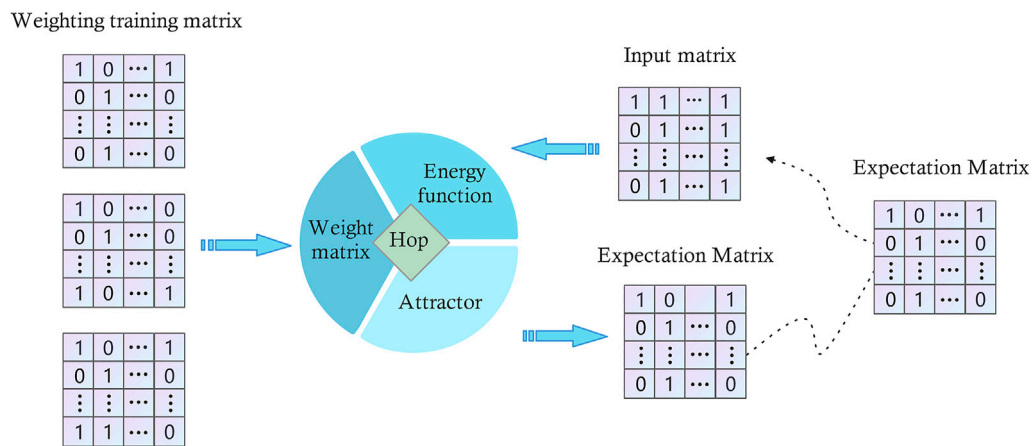 Weighting training matrix
1 0 ⋯ 1
0 1 ⋯ 0
⋮ ⋮ ⋯ ⋮
0 1 ⋯ 0
1 0 ⋯ 0
0 1 ⋯ 0
⋮ ⋮ ⋯ ⋮
1 0 ⋯ 1
1 0 ⋯ 1
0 1 ⋯ 0
⋮ ⋮ ⋯ ⋮
1 1 ⋯ 0
Energy
function
Weight
matrix
Hop
Attractor
Input matrix
1 1 ⋯ 1
0 1 ⋯ 1
⋮ ⋮ ⋮ ⋮
0 1 ⋯ 1
Expectation Matrix
1 0 1
0 1 ⋯ 0
⋮ ⋮ ⋯ ⋮
0 1 ⋯ 0
Expectation Matrix
1 0 ⋯ 1
0 1 ⋯ 0
⋮ ⋮ ⋯ ⋮
0 1 ⋯ 0